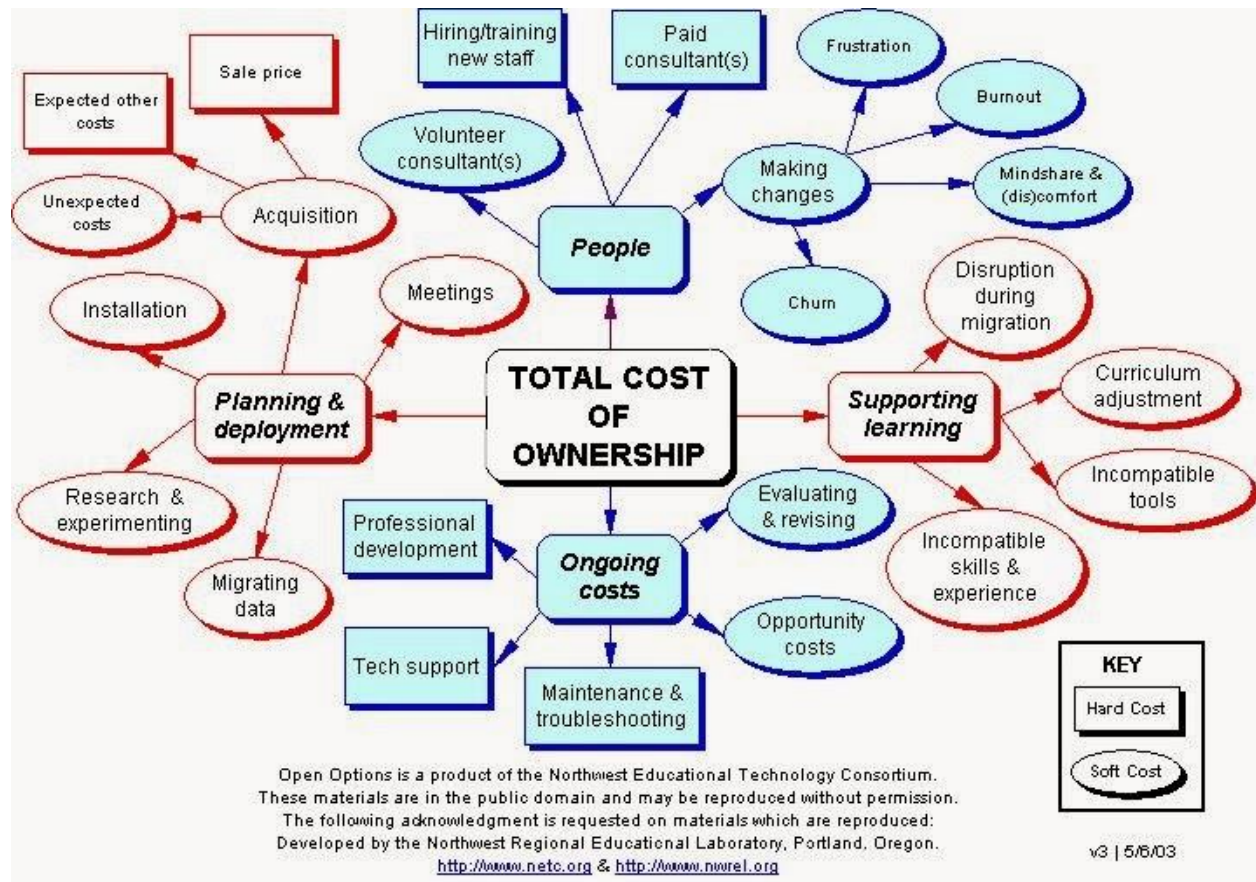 Hiring/training
new staff
Paid
consultant(s)
Frustration
Sale price
Expected other
costs
Burnout
Volunteer
consultant(s)
Making
changes
Mindshare &
(dis)comfort
Unexpected
costs
Acquisition
People
Churn
Disruption
during
migration
Installation
Meetings
TOTAL COST
OF
OWNERSHIP
Planning &
deployment
Supporting
learning
Curriculum
adjustment
Incompatible
tools
Research &
experimenting
Migrating
data
Professional
development
Ongoing
costs
Evaluating
& revising
Incompatible
skills &
experience
Opportunity
costs
Tech support
Maintenance &
troubleshooting
KEY
Hard Cost
Soft Cost
Open Options is a product of the Northwest Educational Technology Consortium.
These materials are in the public domain and may be reproduced without permission.
The following acknowledgment is requested on materials which are reproduced:
Developed by the Northwest Regional Educational Laboratory, Portland, Oregon.
http://www.netc.org & http://www.nwrel.org
v3 | 5/6/03